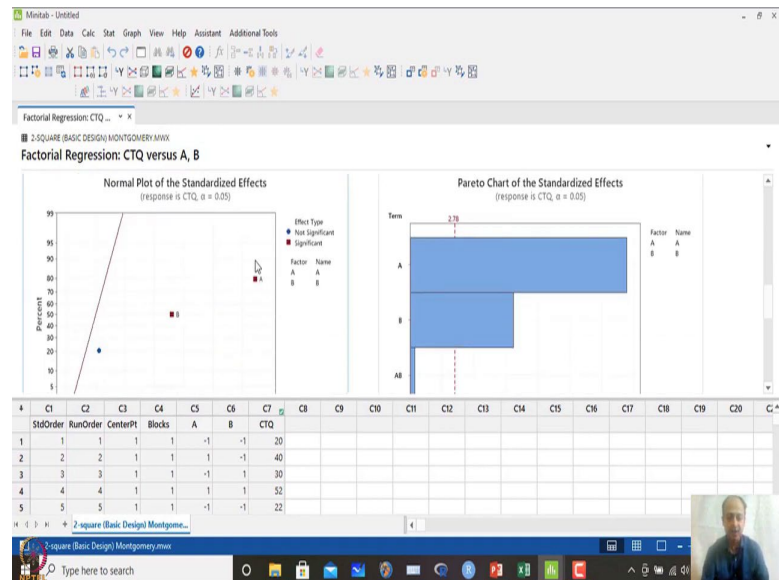 Minitab - Untitled
File Edit Data Calc Stat Graph View Help Assistant Additional Tools
Factorial Regression: CTQ ...
2-SQUARE (BASIC DESIGN) MONTGOMERY.MWX
Factorial Regression: CTQ versus A, B
Normal Plot of the Standardized Effects
(response is CTQ, α = 0.05)
Percent
99
95
90
80
70
60
50
40
30
20
10
5
A
B
Effect Type
Not Significant
Significant
Factor Name
A A
B B
Pareto Chart of the Standardized Effects
(response is CTQ, α = 0.05)
Term
2.78
A
B
AB
Factor Name
A A
B B
C1 C2 C3 C4 C5 C6 C7 C8 C9 C10 C11 C12 C13 C14 C15 C16 C17 C18 C19 C20
StdOrder RunOrder CenterPt Blocks A B CTQ
1 1 1 1 1 -1 -1 20
2 2 2 1 1 1 -1 40
3 3 3 1 1 -1 1 30
4 4 4 1 1 1 1 52
5 5 5 1 1 -1 -1 22
2-square (Basic Design) Montgome...
2-square (Basic Design) Montgomery.mwx
Type here to search
NPTEL